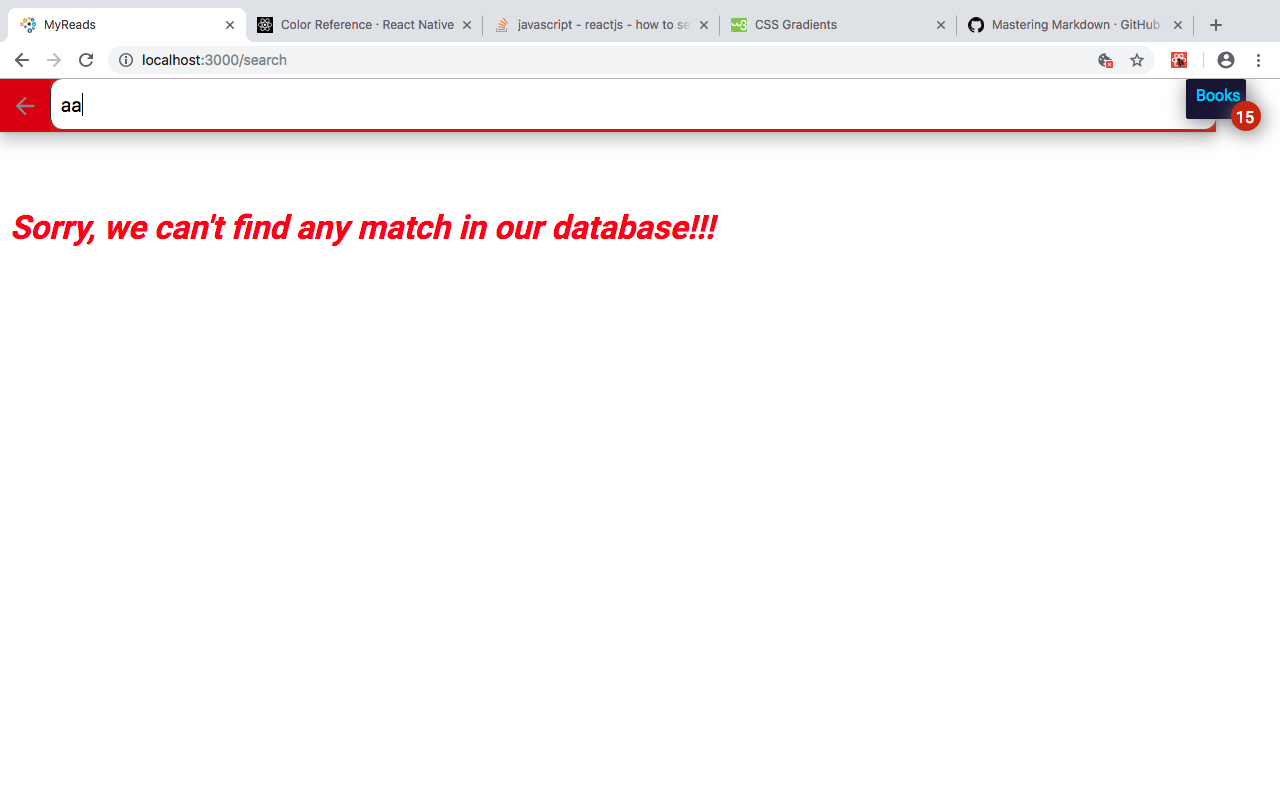 MyReads
Color Reference · React Native
javascript - reactjs - how to se
CSS Gradients
Mastering Markdown · GitHub
localhost:3000/search
aa
Books
15
Sorry, we can't find any match in our database!!!